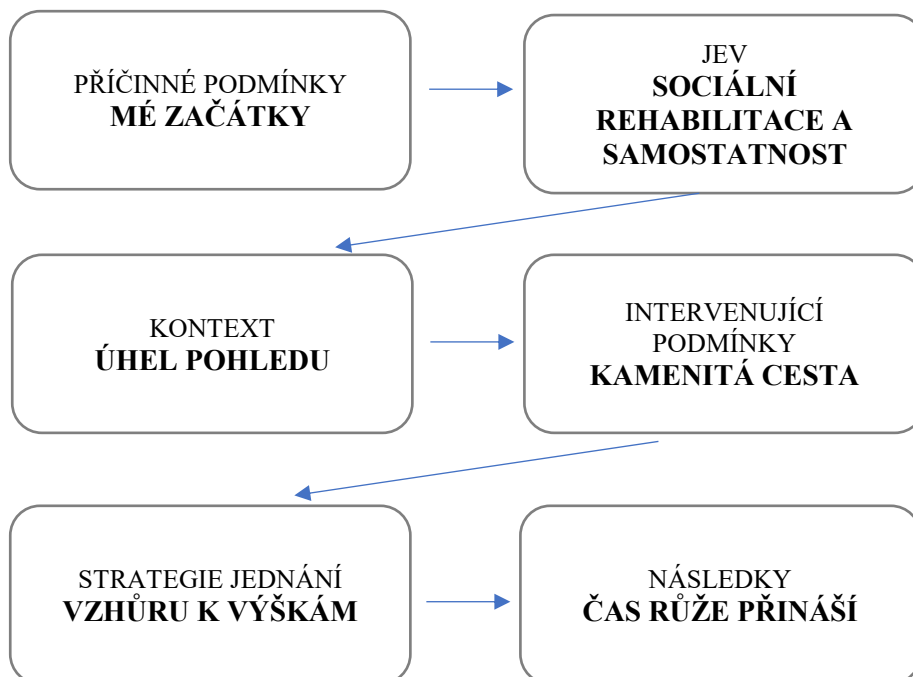 PŘÍČINNÉ PODMÍNKY
MÉ ZAČÁTKY
JEV
SOCIÁLNÍ
REHABILITACE A
SAMOSTATNOST
KONTEXT
ÚHEL POHLEDU
INTERVENUJÍCÍ
PODMÍNKY
KAMENITÁ CESTA
STRATEGIE JEDNÁNÍ
VZHŮRU K VÝŠKÁM
NÁSLEDKY
ČAS RŮŽE PŘINÁŠÍ